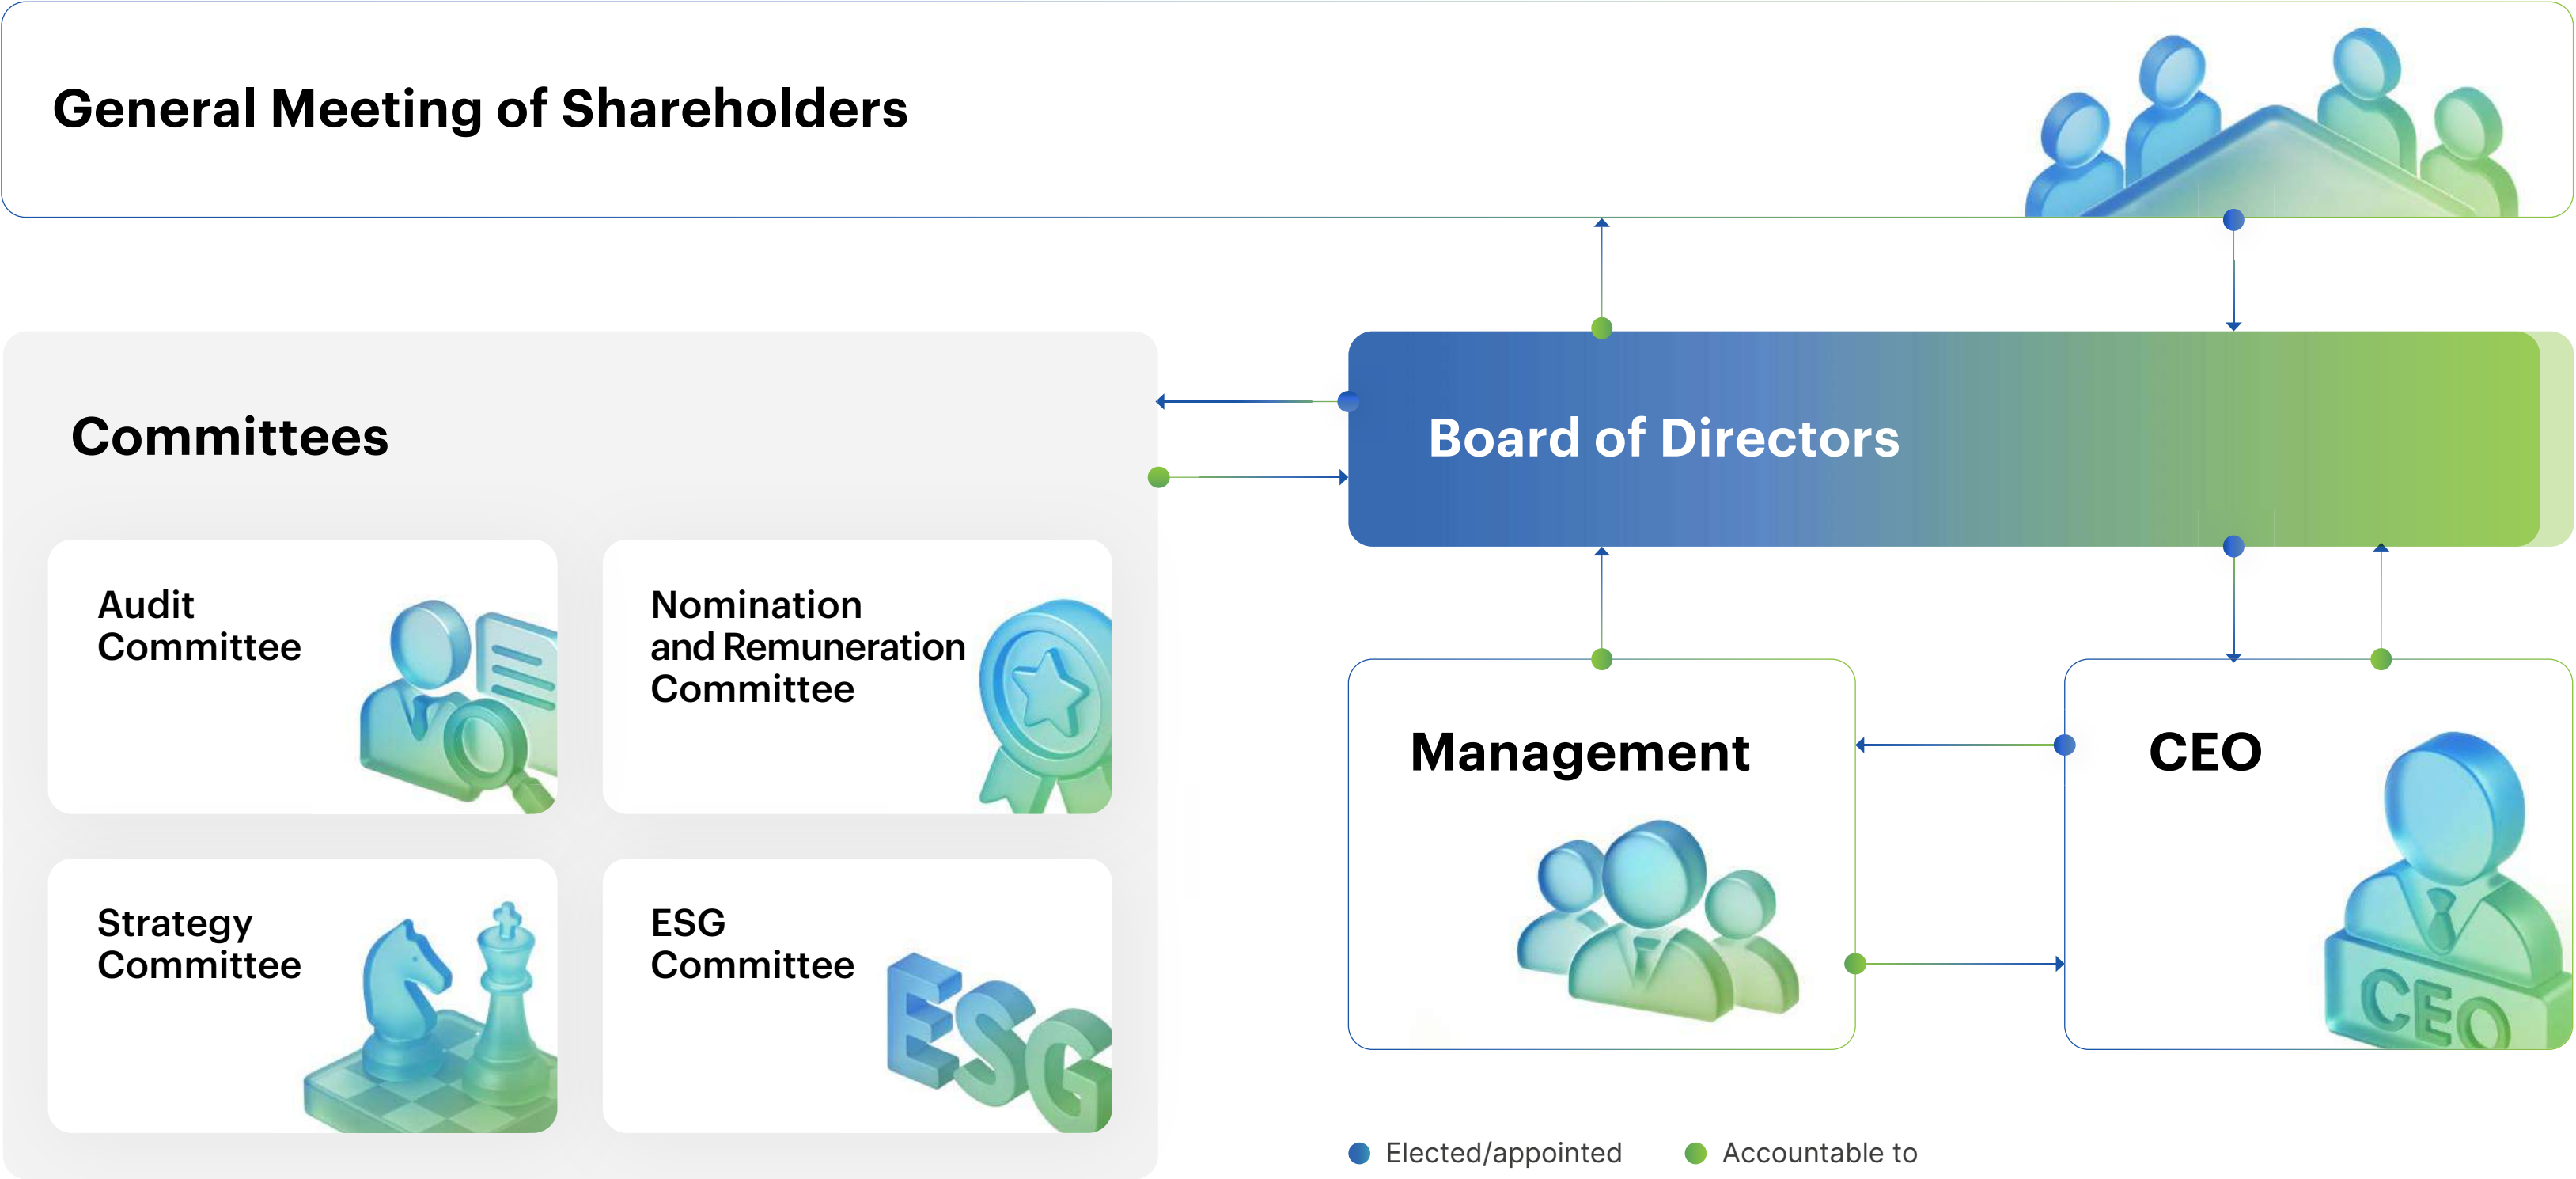 General Meeting of Shareholders
Committees
Board of Directors
Audit
Committee
Nomination
and Remuneration
Committee
Strategy
Committee
ESG
Committee
ESG
Management
CEO
CEO
Elected/appointed
Accountable to